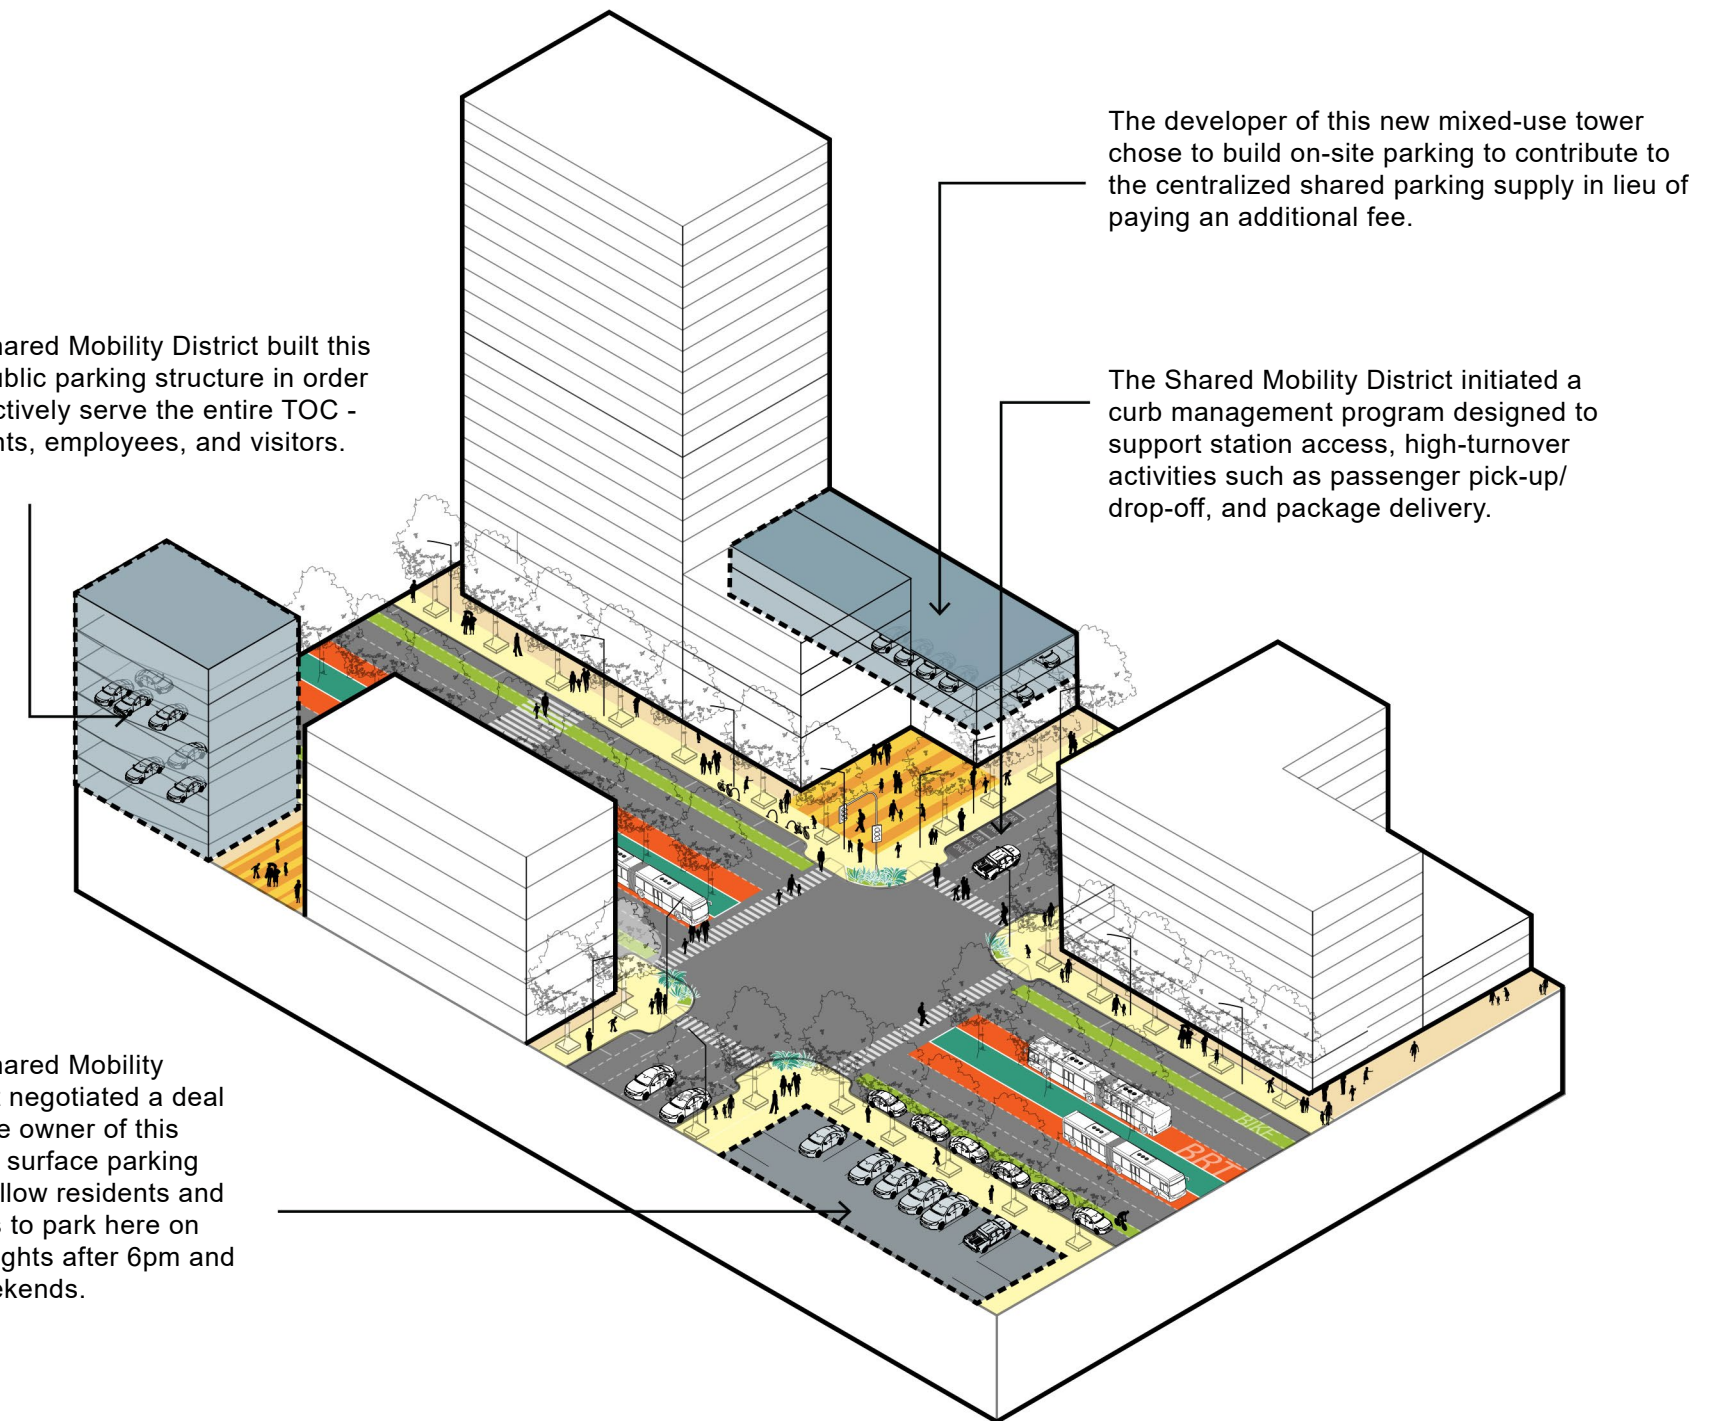 The developer of this new mixed-use tower
chose to build on-site parking to contribute to
the centralized shared parking supply in lieu of
paying an additional fee.
ared Mobility District built this
ublic parking structure in order
ctively serve the entire TOC -
nts, employees, and visitors.
The Shared Mobility District initiated a
curb management program designed to
support station access, high-turnover
activities such as passenger pick-up/
drop-off, and package delivery.
ared Mobility
t negotiated a deal
e owner of this
surface parking
llow residents and
s to park here on
ghts after 6pm and
ekends.
BIKE
BRT